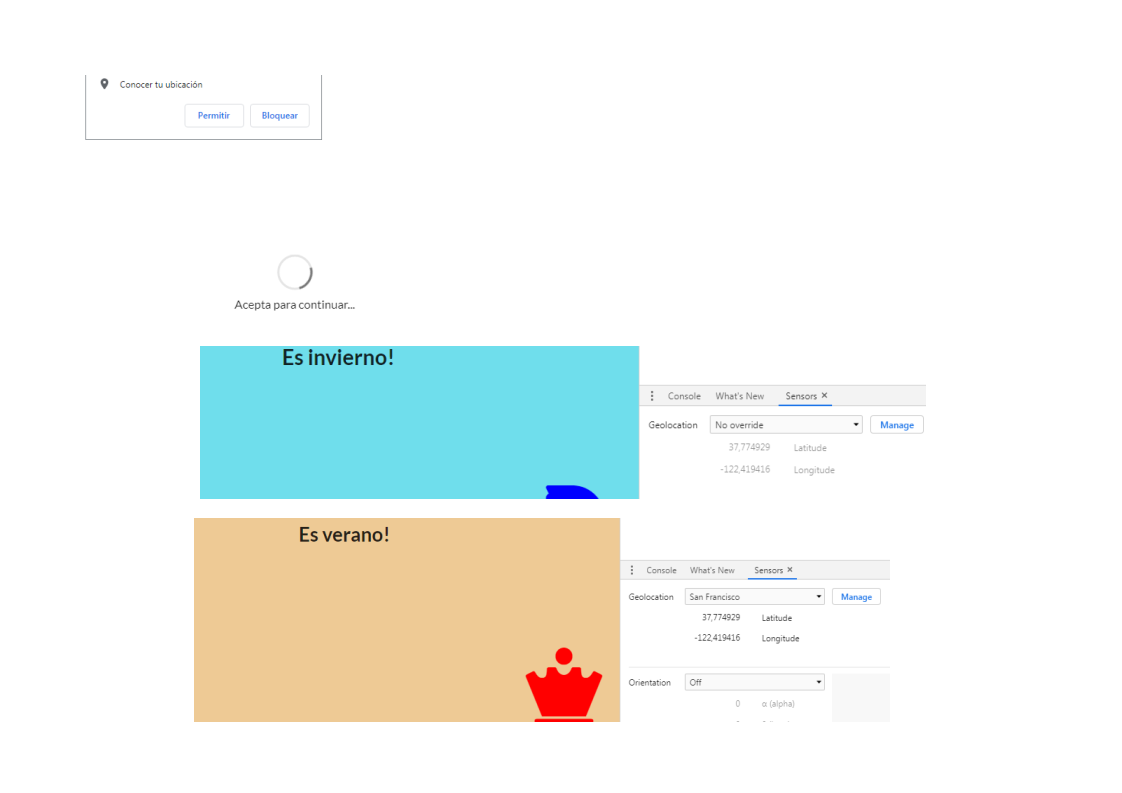 Conocer tu ubicación
Permitir Bloquear
Acepta para continuar...
Es invierno!
Console What's New Sensors ✕
Geolocation No override Manage
37,774929 Latitude
-122,419416 Longitude
Es verano!
Console What's New Sensors ✕
Geolocation San Francisco Manage
37,774929 Latitude
-122,419416 Longitude
Orientation Off
0 α (alpha)